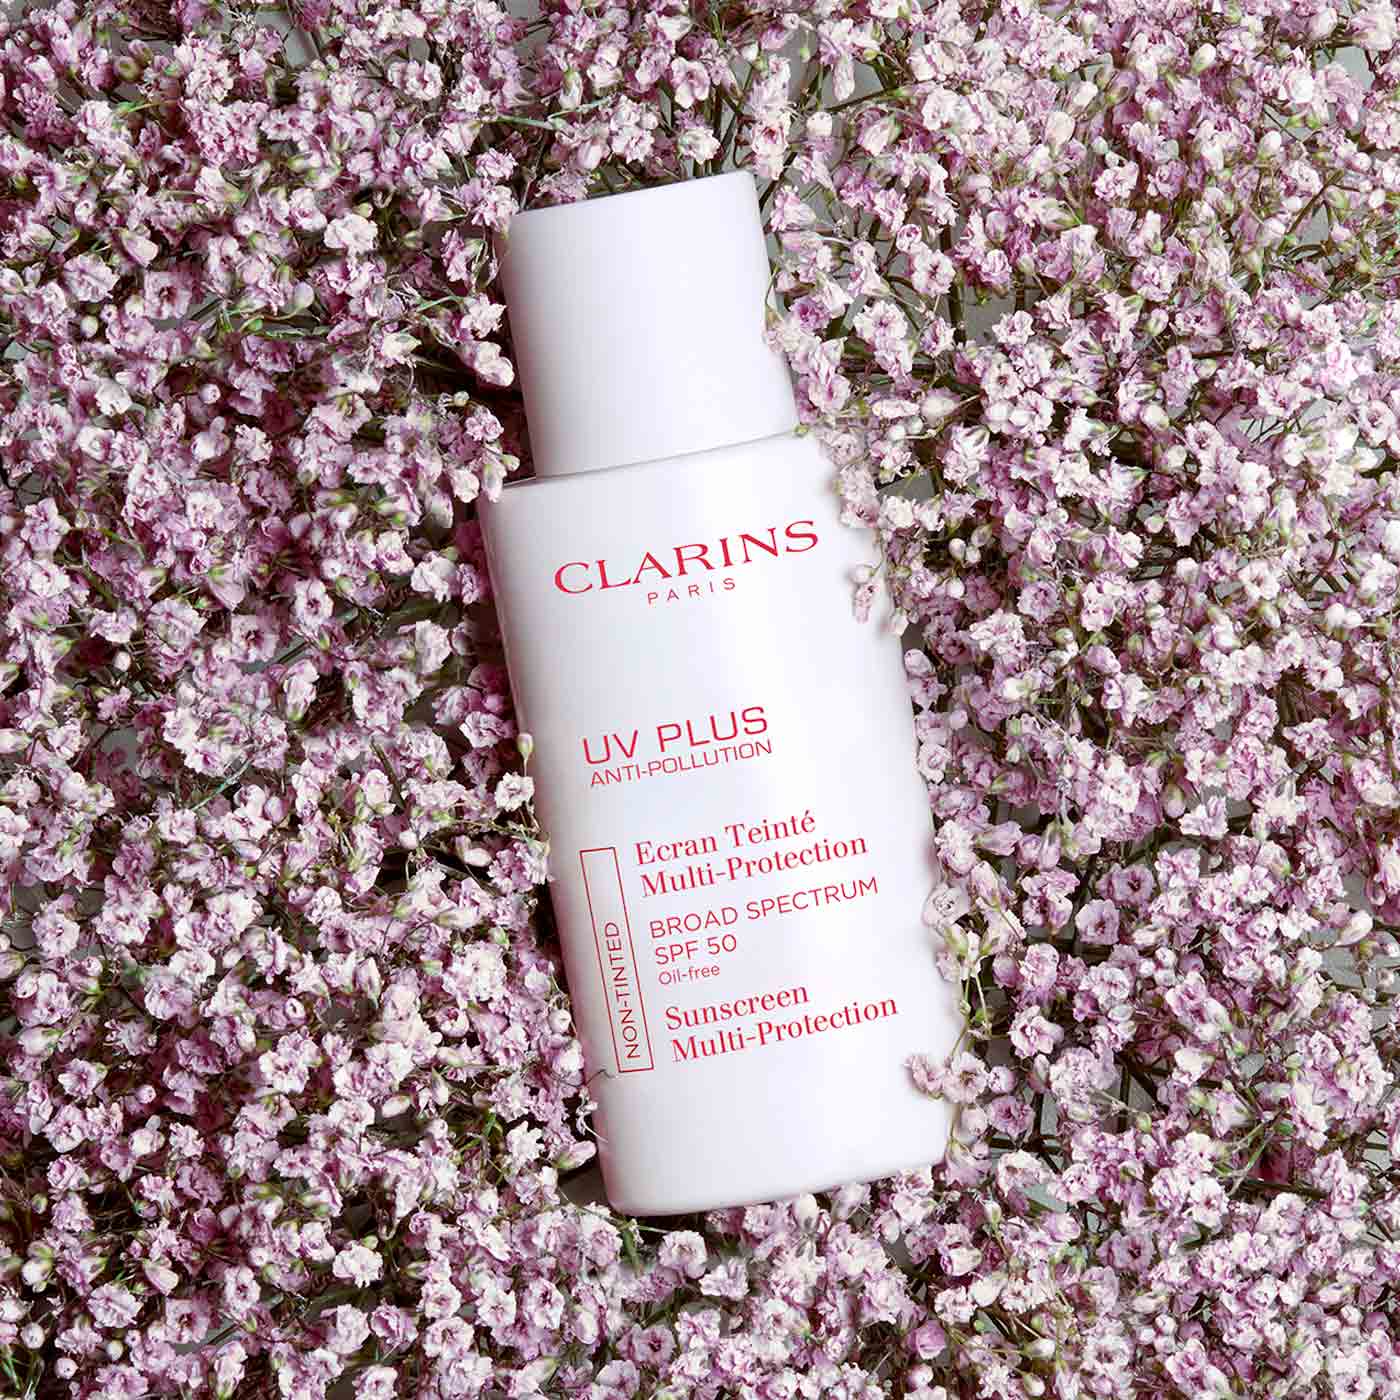 CLARINS
PARIS
UV PLUS
ANTI-POLLUTION
Ecran Teinté
Multi-Protection
BROAD SPECTRUM
SPF 50
Oil-free
Sunscreen
Multi-Protection
NON-TINTED